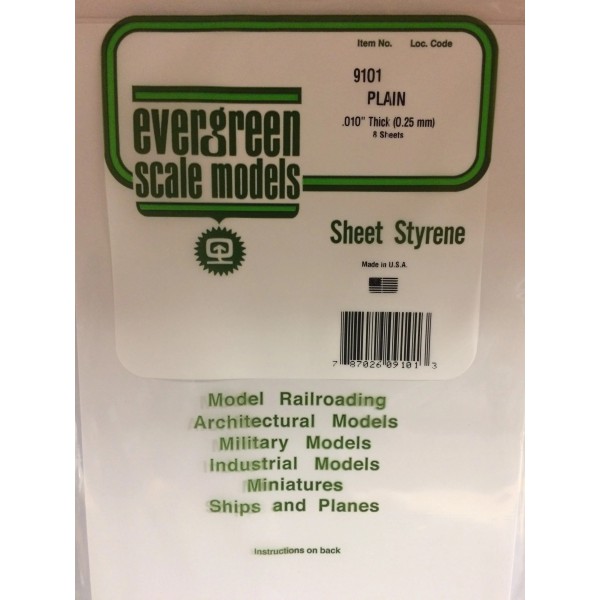 Item No. Loc. Code
9101
PLAIN
.010" Thick (0.25 mm)
8 Sheets
evergreen
scale models
Sheet Styrene
Made in U.S.A.
7 87026 09101 3
Model Railroading
Architectural Models
Military Models
Industrial Models
Miniatures
Ships and Planes
Instructions on back